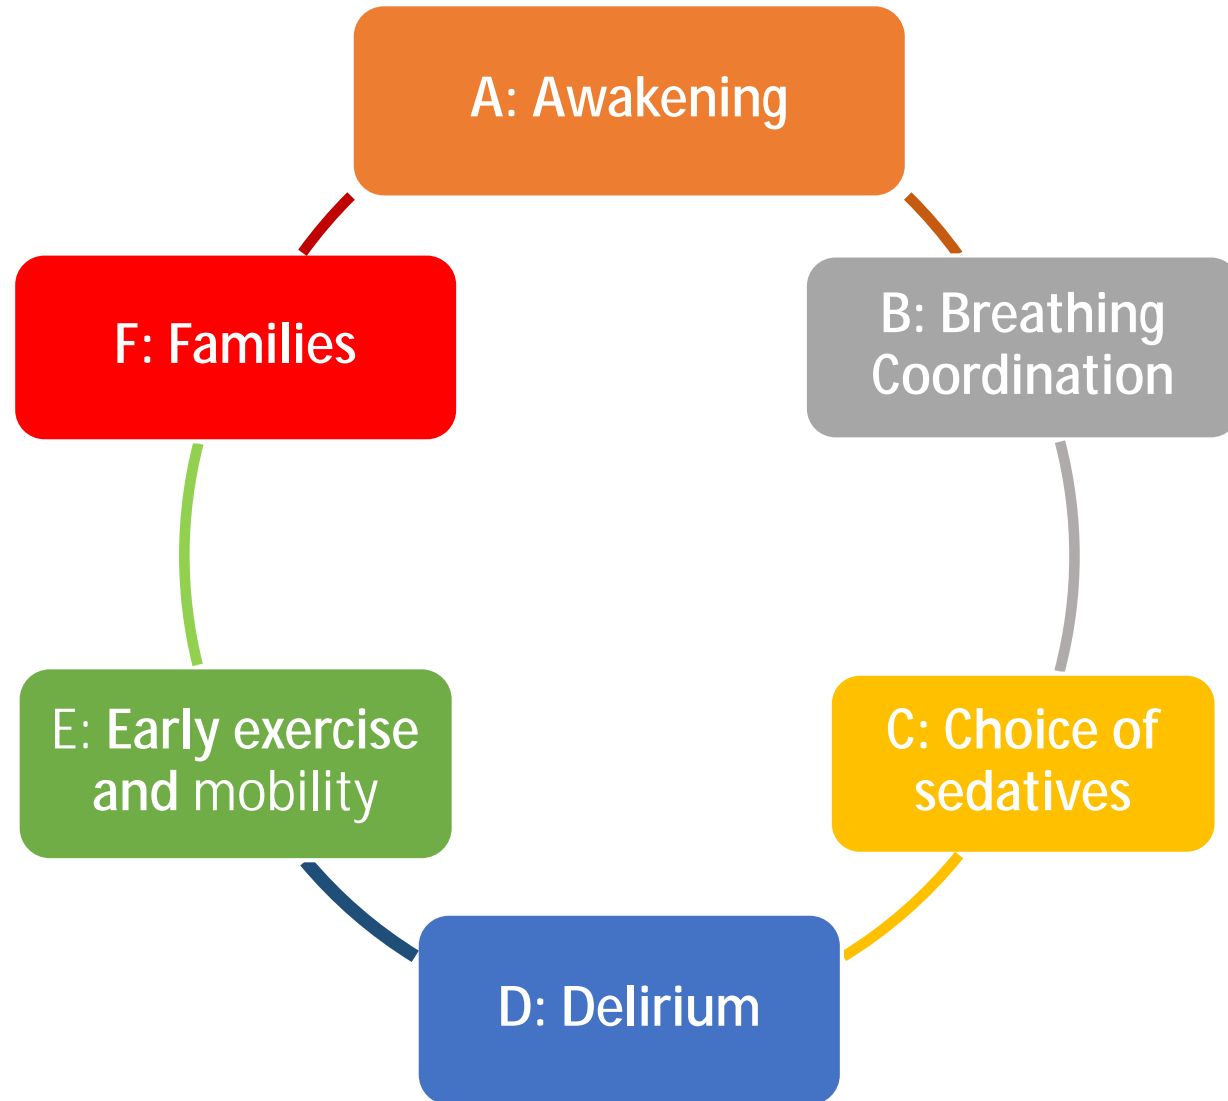 A: Awakening
B: Breathing
Coordination
C: Choice of
sedatives
D: Delirium
E: Early exercise
and mobility
F: Families